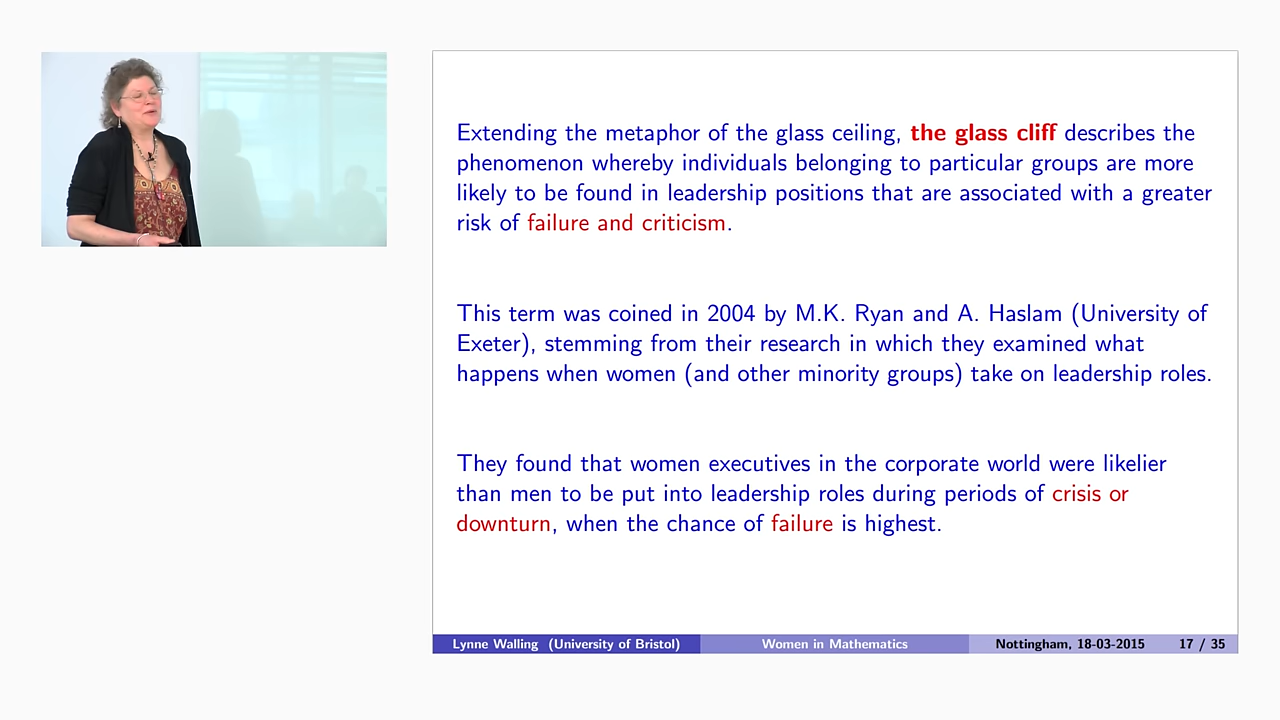 Extending the metaphor of the glass ceiling, the glass cliff describes the
phenomenon whereby individuals belonging to particular groups are more
likely to be found in leadership positions that are associated with a greater
risk of failure and criticism.
This term was coined in 2004 by M.K. Ryan and A. Haslam (University of
Exeter), stemming from their research in which they examined what
happens when women (and other minority groups) take on leadership roles.
They found that women executives in the corporate world were likelier
than men to be put into leadership roles during periods of crisis or
downturn, when the chance of failure is highest.
Lynne Walling (University of Bristol) Women in Mathematics Nottingham, 18-03-2015 17 / 35